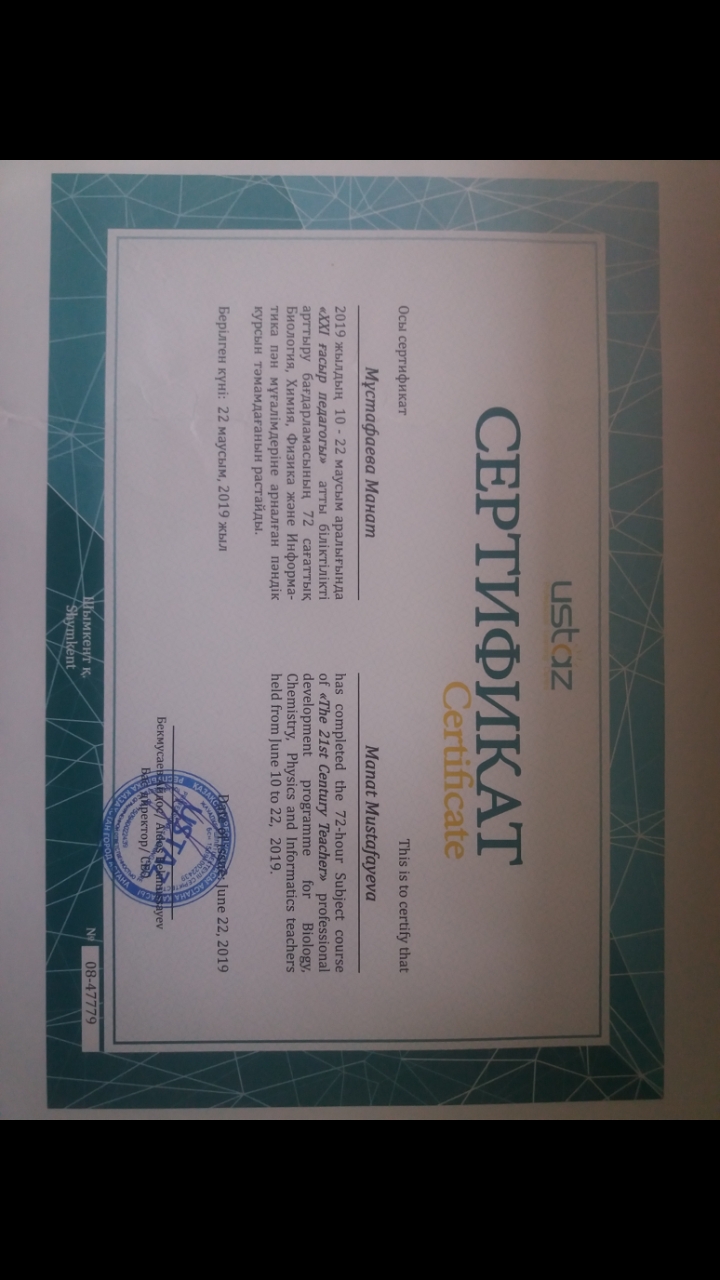 ustaz
СЕРТИФИКАТ
Certificate
Осы сертификат
Мұстафаева Манат
2019 жылдың 10 - 22 маусым аралығында
«XXI ғасыр педагогы» атты біліктілікті
арттыру бағдарламасының 72 сағаттық
Биология, Химия, Физика және Информа-
тика пән мұғалімдеріне арналған пәндік
курсын тәмамдағанын растайды.
Берілген күні: 22 маусым, 2019 жыл
This is to certify that
Manat Mustafayeva
has completed the 72-hour Subject course
of «The 21st Century Teacher» professional
development programme for Biology,
Chemistry, Physics and Informatics teachers
held from June 10 to 22, 2019.
June 22, 2019
Бекмусаев
директор/ CEO
Шымкент қ.
Shymkent
№ 08-47779